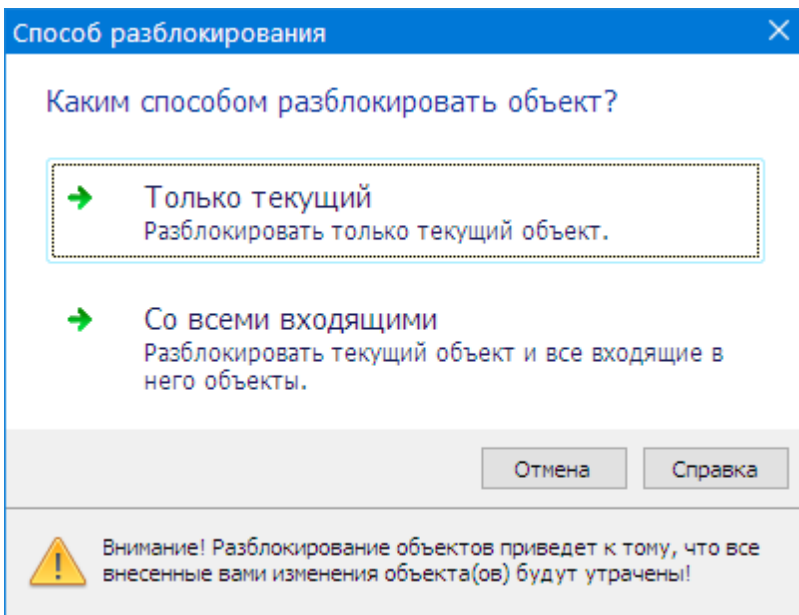 Способ разблокирования
Каким способом разблокировать объект?
Только текущий
Разблокировать только текущий объект.
Со всеми входящими
Разблокировать текущий объект и все входящие в
него объекты.
Отмена
Справка
Внимание! Разблокирование объектов приведет к тому, что все
внесенные вами изменения объекта(ов) будут утрачены!